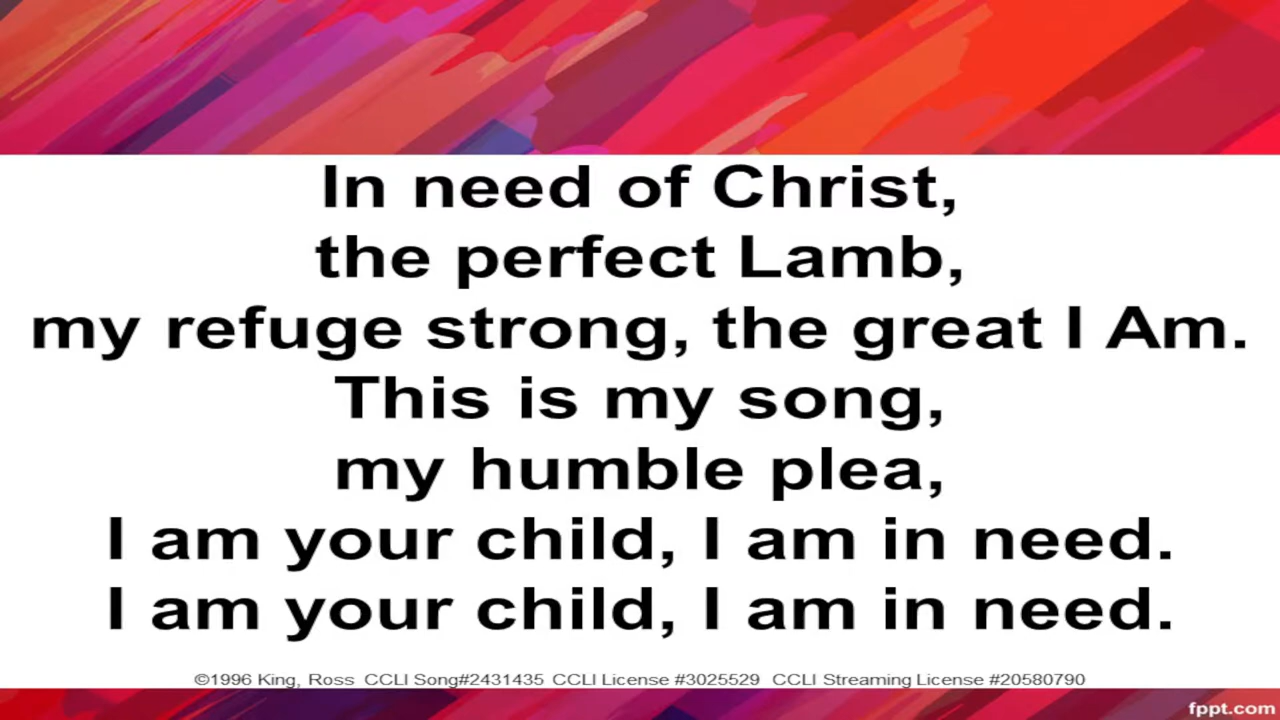 In need of Christ,
the perfect Lamb,
my refuge strong, the great I Am.
This is my song,
my humble plea,
I am your child, I am in need.
I am your child, I am in need.
©1996 King, Ross CCLI Song#2431435 CCLI License #3025529 CCLI Streaming License #20580790
fppt.com